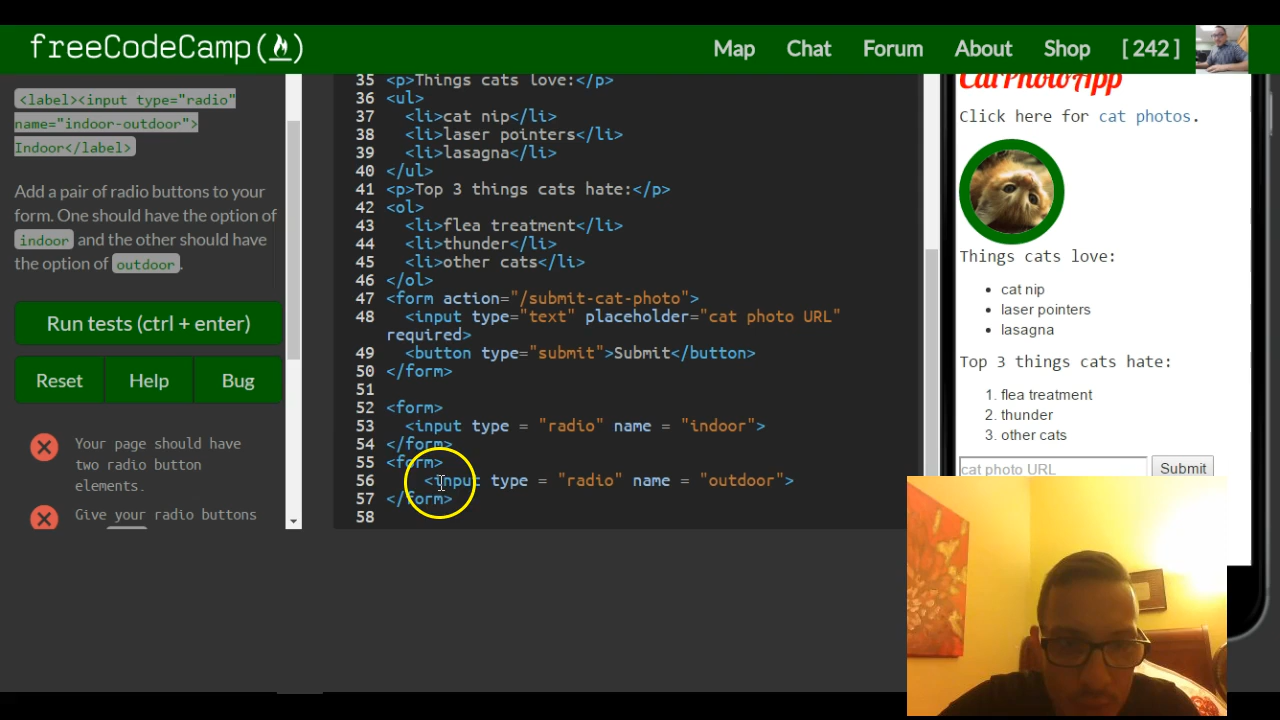 freeCodeCamp(🔥)
Map Chat Forum About Shop [ 242 ]
<label><input type="radio"
name="indoor-outdoor">
Indoor</label>
Add a pair of radio buttons to your
form. One should have the option of
indoor and the other should have
the option of outdoor.
Run tests (ctrl + enter)
Reset Help Bug
Your page should have
two radio button
elements.
Give your radio buttons
35 <p>Things cats love:</p>
36 <ul>
37 <li>cat nip</li>
38 <li>laser pointers</li>
39 <li>lasagna</li>
40 </ul>
41 <p>Top 3 things cats hate:</p>
42 <ol>
43 <li>flea treatment</li>
44 <li>thunder</li>
45 <li>other cats</li>
46 </ol>
47 <form action="/submit-cat-photo">
48 <input type="text" placeholder="cat photo URL"
required>
49 <button type="submit">Submit</button>
50 </form>
51
52 <form>
53 <input type = "radio" name = "indoor">
54 </form>
55 <form>
56 <input type = "radio" name = "outdoor">
57 </form>
58
CatPhotoApp
Click here for cat photos.
Things cats love:
• cat nip
• laser pointers
• lasagna
Top 3 things cats hate:
1. flea treatment
2. thunder
3. other cats
cat photo URL Submit